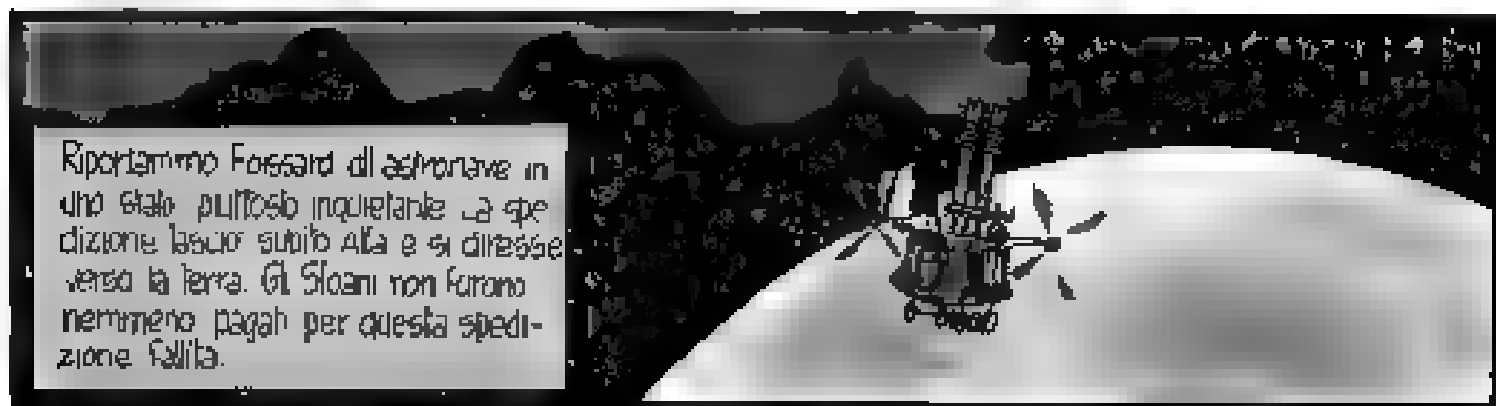 Riportammo Foissard all'astronave in
uno stato piuttosto inquietante. La spe
dizione lasciò subito Alfa e si diresse
verso la Terra. Gli Sloani non furono
nemmeno pagati per questa spedi-
zione fallita.